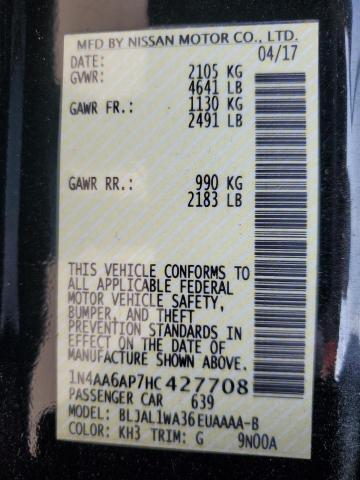 MFD BY NISSAN MOTOR CO., LTD.
DATE: 04/17
GVWR: 2105 KG
4641 LB
GAWR FR.: 1130 KG
2491 LB
GAWR RR.: 990 KG
2183 LB
THIS VEHICLE CONFORMS TO
ALL APPLICABLE FEDERAL
MOTOR VEHICLE SAFETY,
BUMPER, AND THEFT
PREVENTION STANDARDS IN
EFFECT ON THE DATE OF
MANUFACTURE SHOWN ABOVE.
1N4AA6AP7HC427708
PASSENGER CAR 639
MODEL: BLJAL1WA36EUAAAA-B
COLOR: KH3 TRIM: G 9N00A